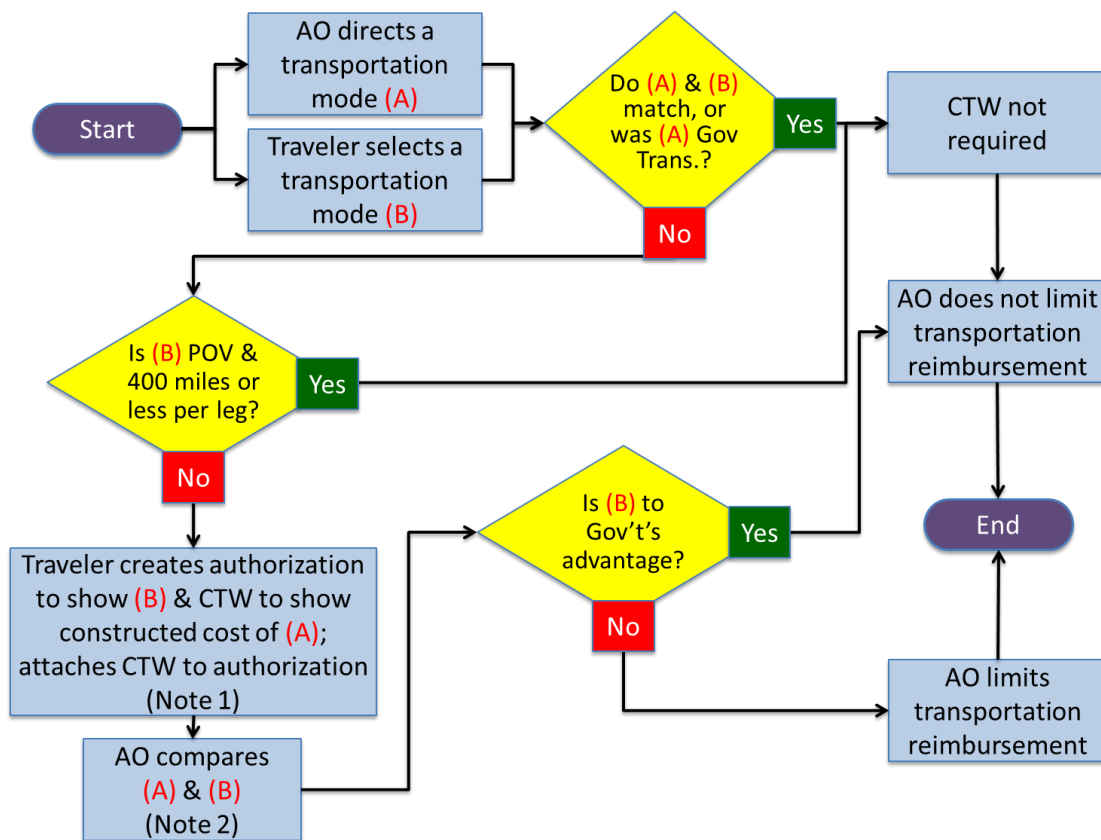 Start
AO directs a
transportation
mode (A)
Traveler selects a
transportation
mode (B)
Do (A) & (B)
match, or
was (A) Gov
Trans.?
Yes
No
CTW not
required
AO does not limit
transportation
reimbursement
Is (B) POV &
400 miles or
less per leg?
Yes
No
Traveler creates authorization
to show (B) & CTW to show
constructed cost of (A);
attaches CTW to authorization
(Note 1)
AO compares
(A) & (B)
(Note 2)
Is (B) to
Gov’t’s
advantage?
Yes
No
AO limits
transportation
reimbursement
End